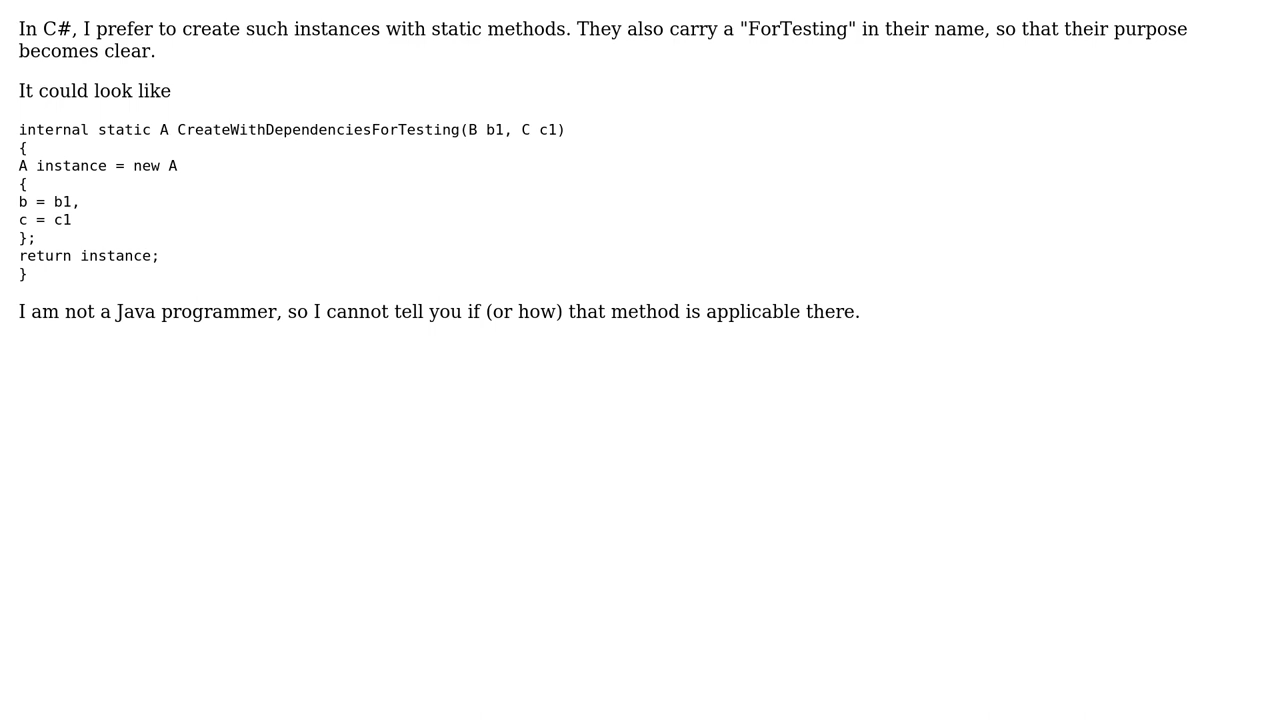 In C#, I prefer to create such instances with static methods. They also carry a "ForTesting" in their name, so that their purpose
becomes clear.
It could look like
internal static A CreateWithDependenciesForTesting(B b1, C c1)
{
A instance = new A
{
b = b1,
c = c1
};
return instance;
}
I am not a Java programmer, so I cannot tell you if (or how) that method is applicable there.